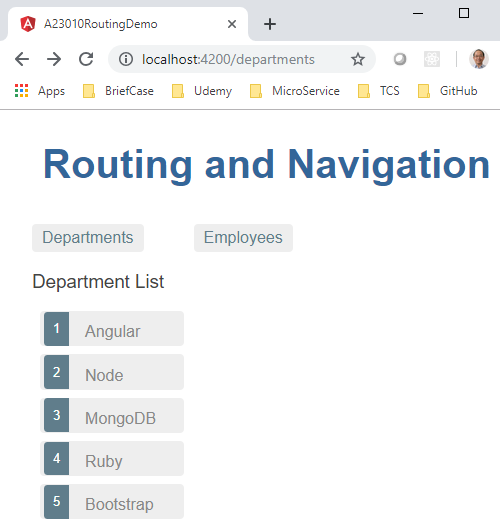 A23010RoutingDemo
localhost:4200/departments
Apps BriefCase Udemy MicroService TCS GitHub
Routing and Navigation
Departments Employees
Department List
1 Angular
2 Node
3 MongoDB
4 Ruby
5 Bootstrap